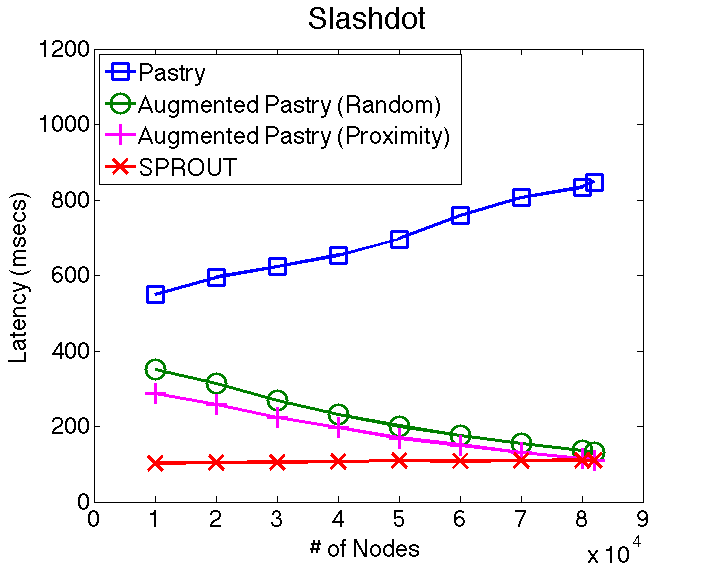 Slashdot
1200
1000
800
600
400
200
0
Latency (msecs)
Pastry
Augmented Pastry (Random)
Augmented Pastry (Proximity)
SPROUT
0 1 2 3 4 5 6 7 8 9
# of Nodes
x 10^4